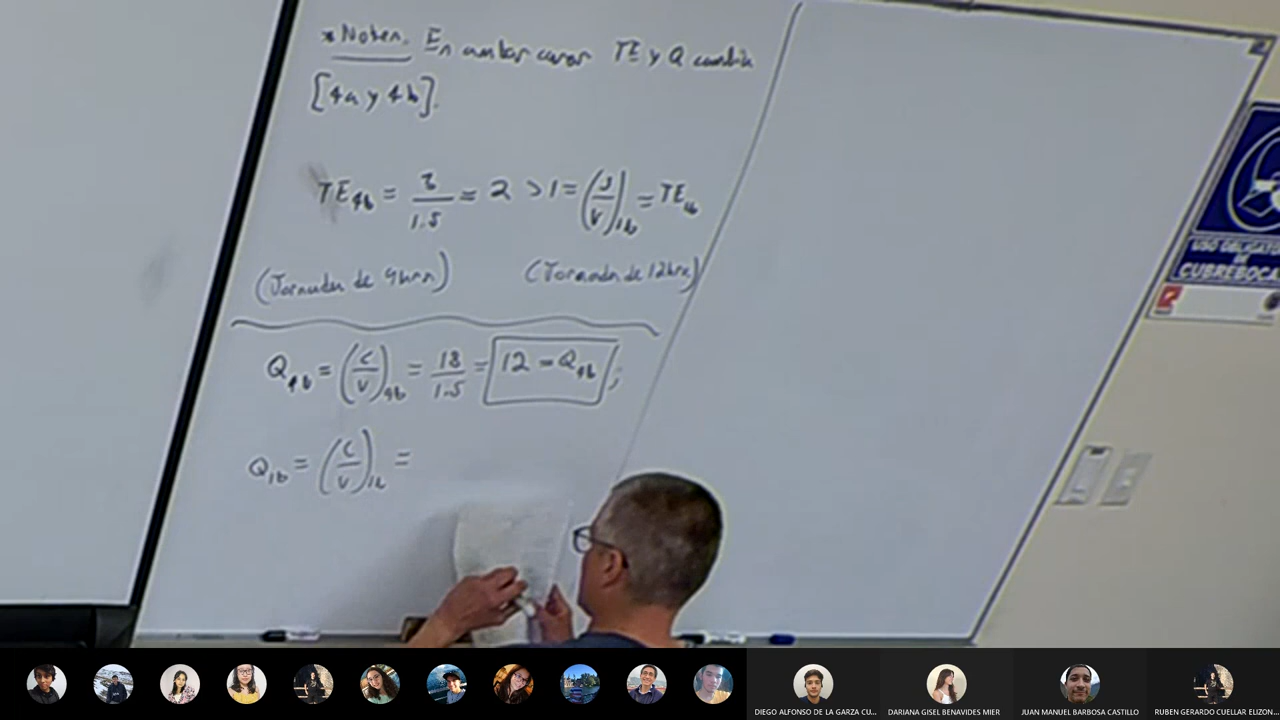 * Noten. En ambos casos TE y Q cambia
[4a y 4b].
TE4b = 3/1.5 = 2 > 1 = (S/V)1b = TE1b
(Jornada de 9hrs) (Jornada de 12hrs)
Q4b = (C/V)4b = 18/1.5 = 12 = Q4b ;
Q1b = (C/V)1b =
USO OBLIGATO
DE
CUBREBOCA
DIEGO ALFONSO DE LA GARZA CU...
DARIANA GISEL BENAVIDES MIER
JUAN MANUEL BARBOSA CASTILLO
RUBEN GERARDO CUELLAR ELIZON...